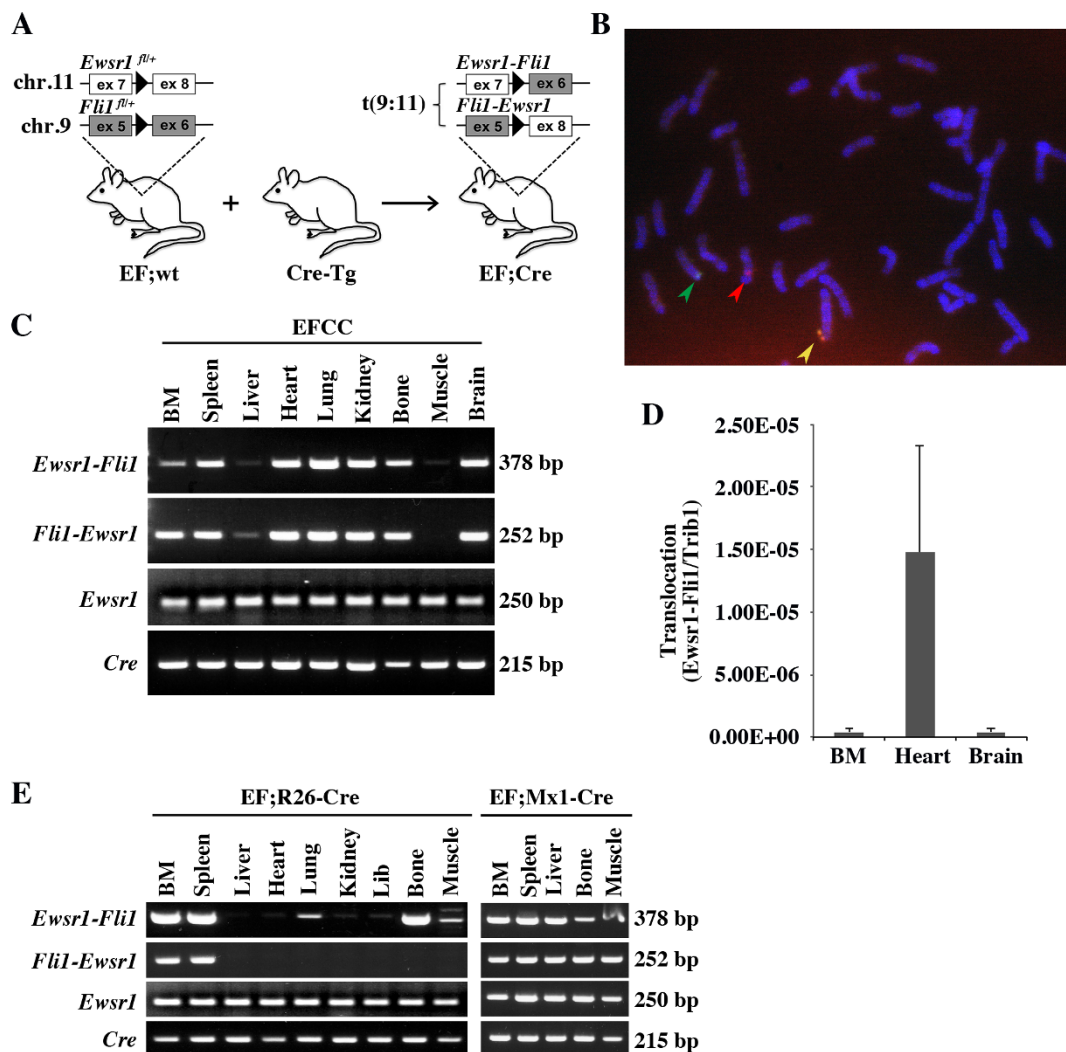 A
Ewsr1 fl/+
chr.11
ex 7
ex 8
Fli1 fl/+
chr.9
ex 5
ex 6
EF;wt
+
Cre-Tg
t(9:11)
Ewsr1-Fli1
ex 7
ex 6
Fli1-Ewsr1
ex 5
ex 8
EF;Cre
B
C
EFCC
BM Spleen Liver Heart Lung Kidney Bone Muscle Brain
Ewsr1-Fli1 378 bp
Fli1-Ewsr1 252 bp
Ewsr1 250 bp
Cre 215 bp
D
Translocation
(Ewsr1-Fli1/Trib1)
2.50E-05
2.00E-05
1.50E-05
1.00E-05
5.00E-06
0.00E+00
BM Heart Brain
E
EF;R26-Cre EF;Mx1-Cre
BM Spleen Liver Heart Lung Kidney Lib Bone Muscle BM Spleen Liver Bone Muscle
Ewsr1-Fli1 378 bp
Fli1-Ewsr1 252 bp
Ewsr1 250 bp
Cre 215 bp